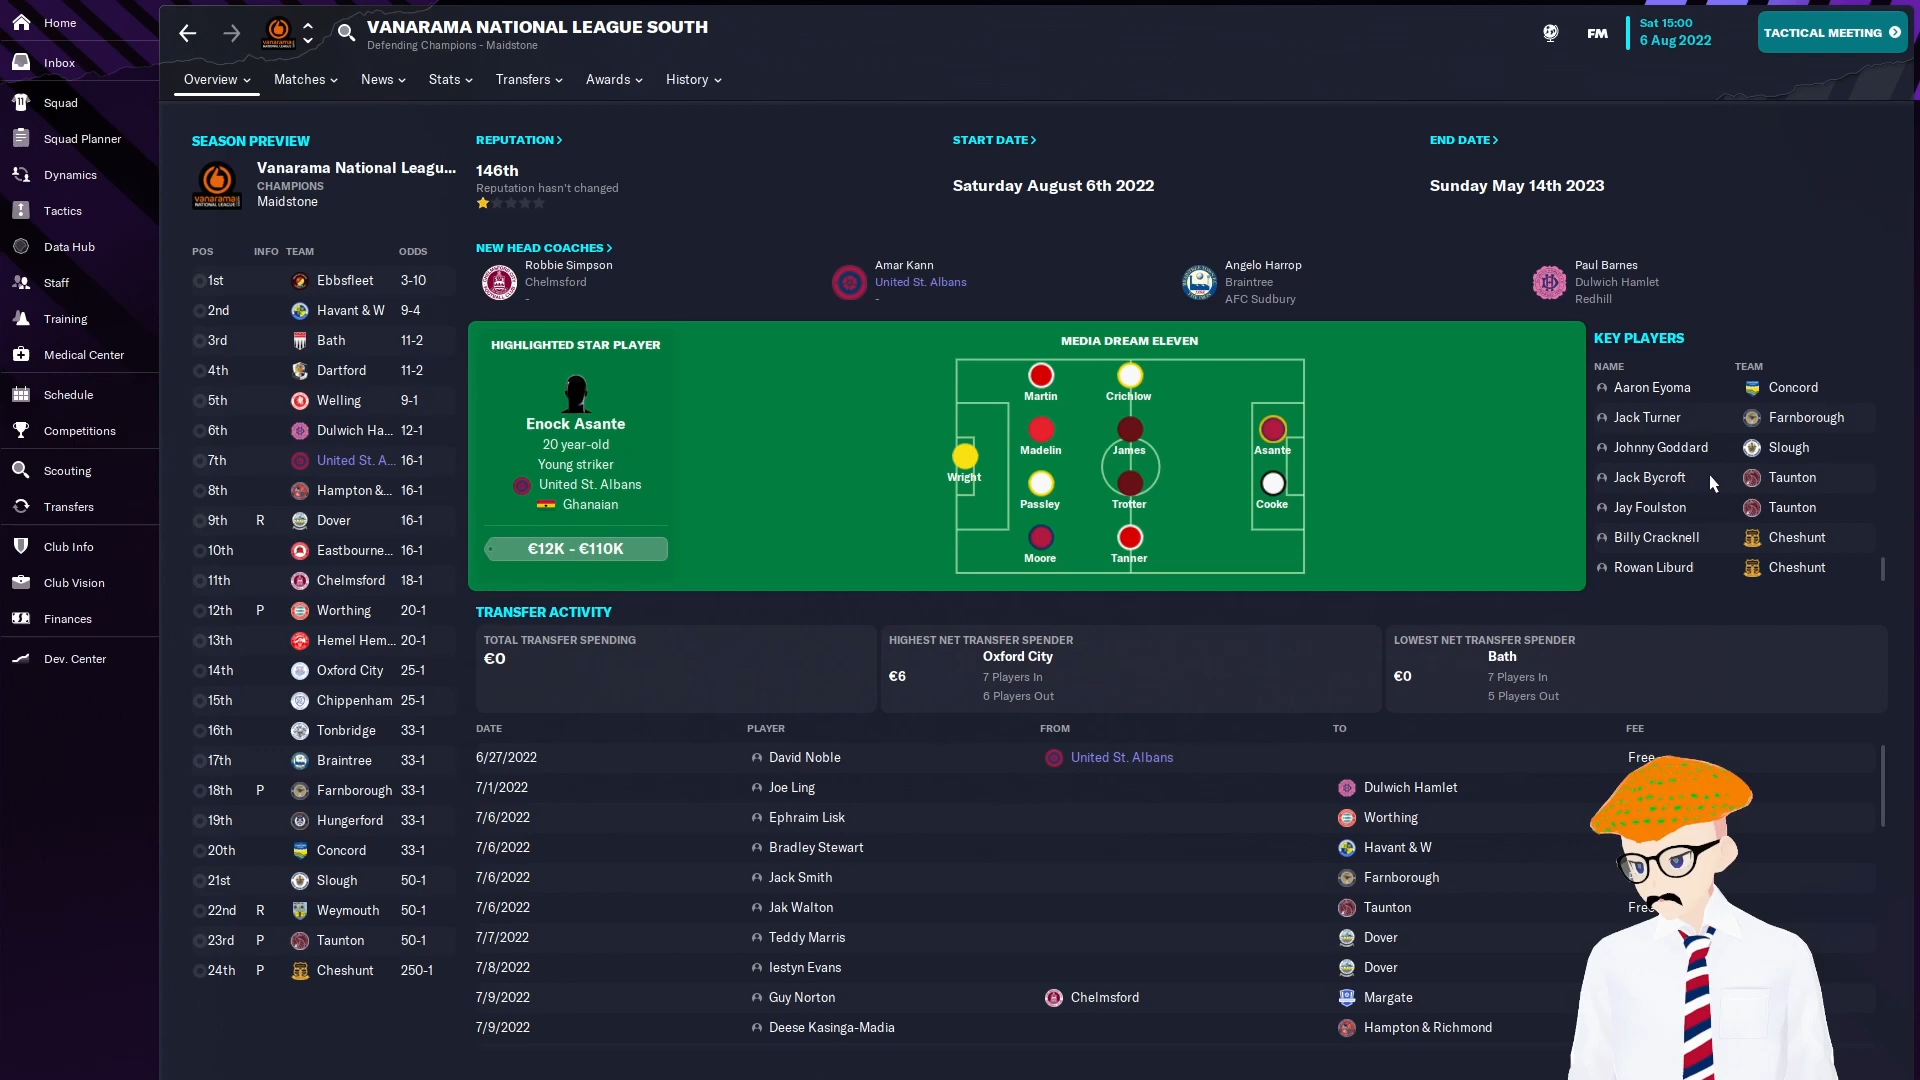 Home
Inbox
Squad
Squad Planner
Dynamics
Tactics
Data Hub
Staff
Training
Medical Center
Schedule
Competitions
Scouting
Transfers
Club Info
Club Vision
Finances
Dev. Center
VANARAMA NATIONAL LEAGUE SOUTH
Defending Champions - Maidstone
FM
Sat 15:00
6 Aug 2022
TACTICAL MEETING
Overview Matches News Stats Transfers Awards History
SEASON PREVIEW
Vanarama National Leagu...
CHAMPIONS
Maidstone
REPUTATION
146th
Reputation hasn't changed
START DATE
Saturday August 6th 2022
END DATE
Sunday May 14th 2023
POS INFO TEAM ODDS
1st Ebbsfleet 3-10
2nd Havant & W 9-4
3rd Bath 11-2
4th Dartford 11-2
5th Welling 9-1
6th Dulwich Ha... 12-1
7th United St. A... 16-1
8th Hampton &... 16-1
9th R Dover 16-1
10th Eastbourne... 16-1
11th Chelmsford 18-1
12th P Worthing 20-1
13th Hemel Hem... 20-1
14th Oxford City 25-1
15th Chippenham 25-1
16th Tonbridge 33-1
17th Braintree 33-1
18th P Farnborough 33-1
19th Hungerford 33-1
20th Concord 33-1
21st Slough 50-1
22nd R Weymouth 50-1
23rd P Taunton 50-1
24th P Cheshunt 250-1
NEW HEAD COACHES
Robbie Simpson
Chelmsford
-
Amar Kann
United St. Albans
-
Angelo Harrop
Braintree
AFC Sudbury
Paul Barnes
Dulwich Hamlet
Redhill
HIGHLIGHTED STAR PLAYER
Enock Asante
20 year-old
Young striker
United St. Albans
Ghanaian
€12K - €110K
MEDIA DREAM ELEVEN
Martin Crichlow
Madelin James Asante
Wright
Passley Trotter Cooke
Moore Tanner
KEY PLAYERS
NAME TEAM
Aaron Eyoma Concord
Jack Turner Farnborough
Johnny Goddard Slough
Jack Bycroft Taunton
Jay Foulston Taunton
Billy Cracknell Cheshunt
Rowan Liburd Cheshunt
TRANSFER ACTIVITY
TOTAL TRANSFER SPENDING
€0
HIGHEST NET TRANSFER SPENDER
Oxford City
€6
7 Players In
6 Players Out
LOWEST NET TRANSFER SPENDER
Bath
€0
7 Players In
5 Players Out
DATE PLAYER FROM TO FEE
6/27/2022 David Noble United St. Albans Free
7/1/2022 Joe Ling Dulwich Hamlet
7/6/2022 Ephraim Lisk Worthing
7/6/2022 Bradley Stewart Havant & W
7/6/2022 Jack Smith Farnborough
7/6/2022 Jak Walton Taunton Free
7/7/2022 Teddy Marris Dover
7/8/2022 Iestyn Evans Dover
7/9/2022 Guy Norton Chelmsford Margate
7/9/2022 Deese Kasinga-Madia Hampton & Richmond